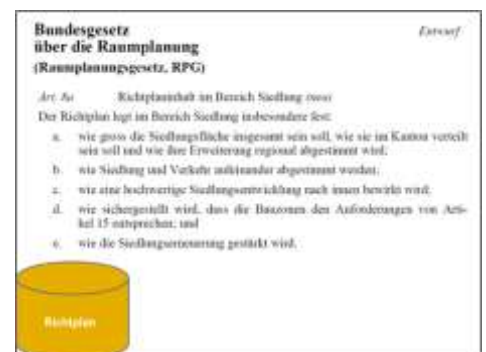 Bundesgesetz
Entwurf
über die Raumplanung
(Raumplanungsgesetz, RPG)
Art. 8a Richtplaninhalt im Bereich Siedlung (neu)
Der Richtplan legt im Bereich Siedlung insbesondere fest:
a. wie gross die Siedlungsfläche insgesamt sein soll, wie sie im Kanton verteilt
sein soll und wie ihre Erweiterung regional abgestimmt wird;
b. wie Siedlung und Verkehr aufeinander abgestimmt werden;
c. wie eine hochwertige Siedlungsentwicklung nach innen bewirkt wird;
d. wie sichergestellt wird, dass die Bauzonen den Anforderungen von Arti-
kel 15 entsprechen; und
e. wie die Siedlungserneuerung gestärkt wird.
Richtplan